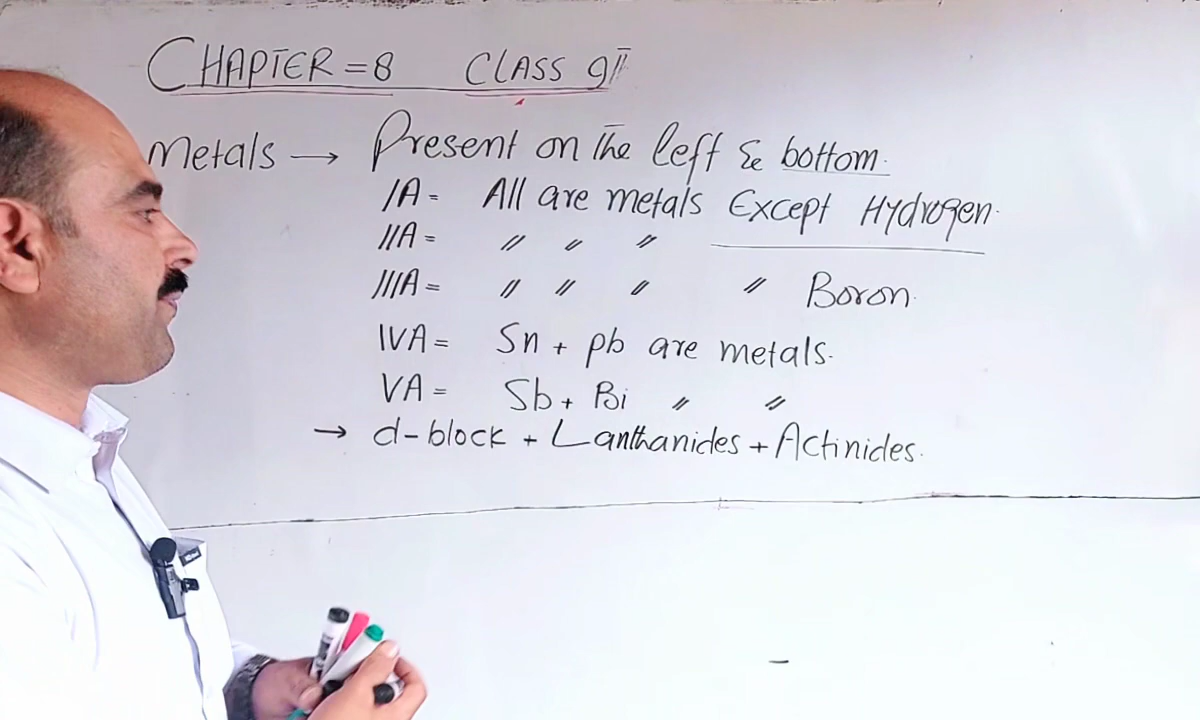 CHAPTER = 8 CLASS 9th
Metals → Present on the left & bottom.
IA = All are metals Except Hydrogen.
IIA = " " "
IIIA = " " " " Boron.
IVA = Sn + pb are metals.
VA = Sb + Bi " "
→ d-block + Lanthanides + Actinides.